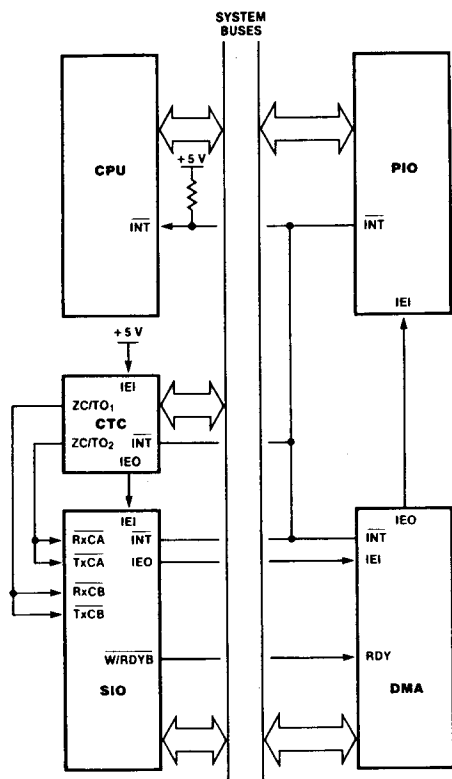 SYSTEM
BUSES
CPU
+5 V
INT
PIO
INT
IEI
+5 V
IEI
ZC/TO₁
CTC
ZC/TO₂
INT
IEO
IEI
RxCA
INT
TxCA
IEO
RxCB
TxCB
W/RDYB
SIO
IEO
INT
IEI
RDY
DMA